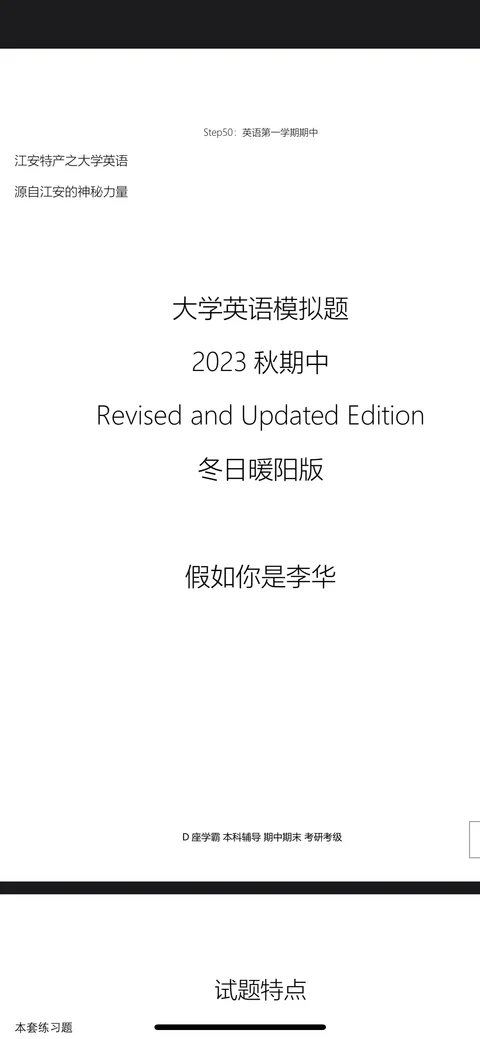 Step50：英语第一学期期中
江安特产之大学英语
源自江安的神秘力量
大学英语模拟题
2023 秋期中
Revised and Updated Edition
冬日暖阳版
假如你是李华
D 座学霸 本科辅导 期中期末 考研考级
试题特点
本套练习题